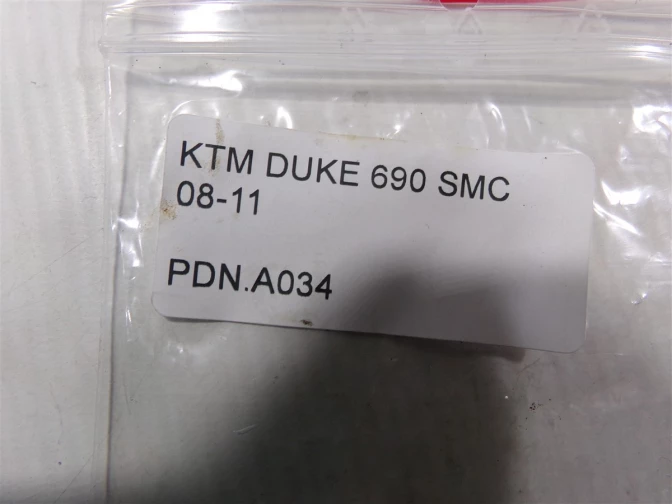 KTM DUKE 690 SMC
08-11
PDN.A034